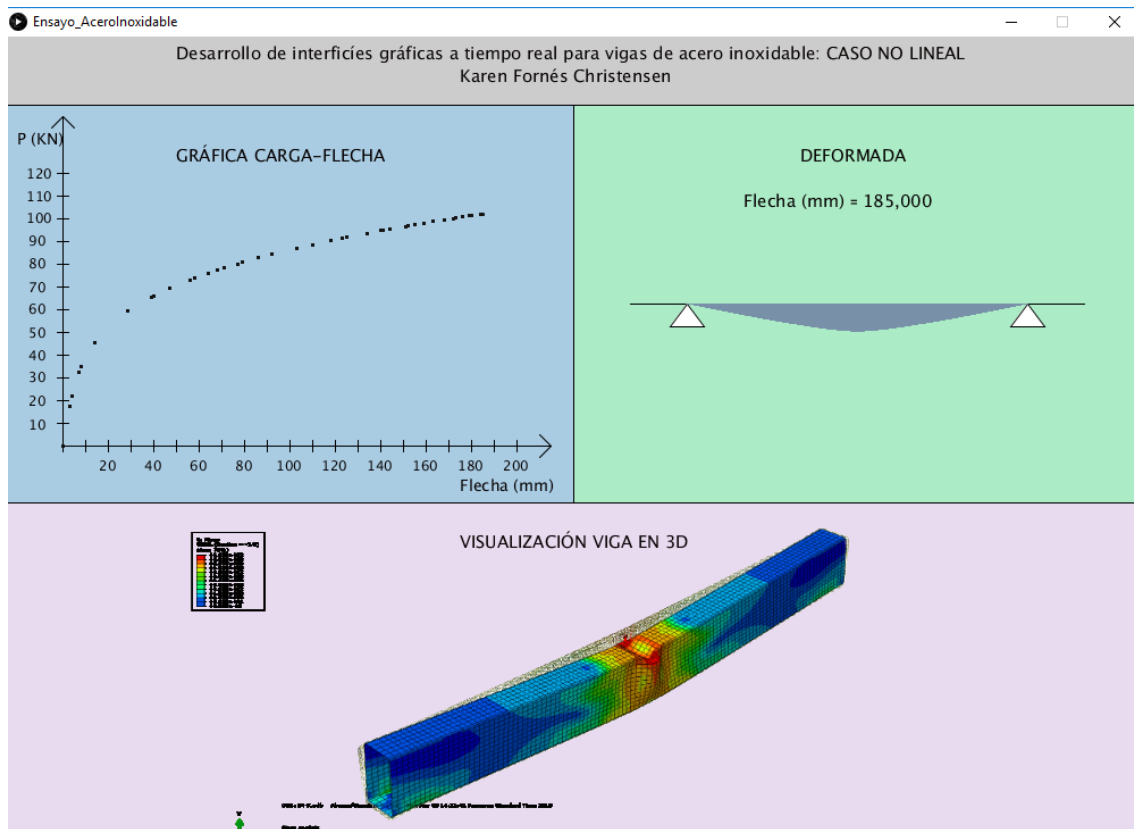 Ensayo_AceroInoxidable
Desarrollo de interficíes gráficas a tiempo real para vigas de acero inoxidable: CASO NO LINEAL
Karen Fornés Christensen
P (KN)
GRÁFICA CARGA-FLECHA
120
110
100
90
80
70
60
50
40
30
20
10
20 40 60 80 100 120 140 160 180 200
Flecha (mm)
DEFORMADA
Flecha (mm) = 185,000
VISUALIZACIÓN VIGA EN 3D